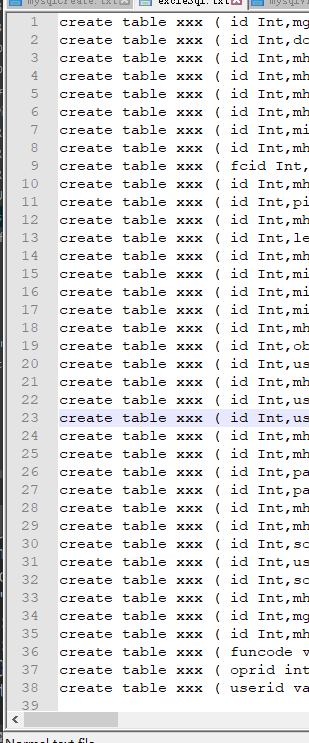 mysqlCreate.txt excleSql.txt
1 create table xxx ( id Int,mg
2 create table xxx ( id Int,do
3 create table xxx ( id Int,mh
4 create table xxx ( id Int,mh
5 create table xxx ( id Int,mh
6 create table xxx ( id Int,mh
7 create table xxx ( id Int,mi
8 create table xxx ( id Int,mh
9 create table xxx ( fcid Int,
10 create table xxx ( id Int,mh
11 create table xxx ( id Int,pi
12 create table xxx ( id Int,mh
13 create table xxx ( id Int,le
14 create table xxx ( id Int,mh
15 create table xxx ( id Int,mi
16 create table xxx ( id Int,mi
17 create table xxx ( id Int,mi
18 create table xxx ( id Int,mh
19 create table xxx ( id Int,ob
20 create table xxx ( id Int,us
21 create table xxx ( id Int,mh
22 create table xxx ( id Int,us
23 create table xxx ( id Int,us
24 create table xxx ( id Int,mh
25 create table xxx ( id Int,mh
26 create table xxx ( id Int,pa
27 create table xxx ( id Int,pa
28 create table xxx ( id Int,mh
29 create table xxx ( id Int,mh
30 create table xxx ( id Int,sc
31 create table xxx ( id Int,us
32 create table xxx ( id Int,sc
33 create table xxx ( id Int,mh
34 create table xxx ( id Int,mg
35 create table xxx ( id Int,mh
36 create table xxx ( funcode v
37 create table xxx ( oprid int
38 create table xxx ( userid va
39
Normal text file